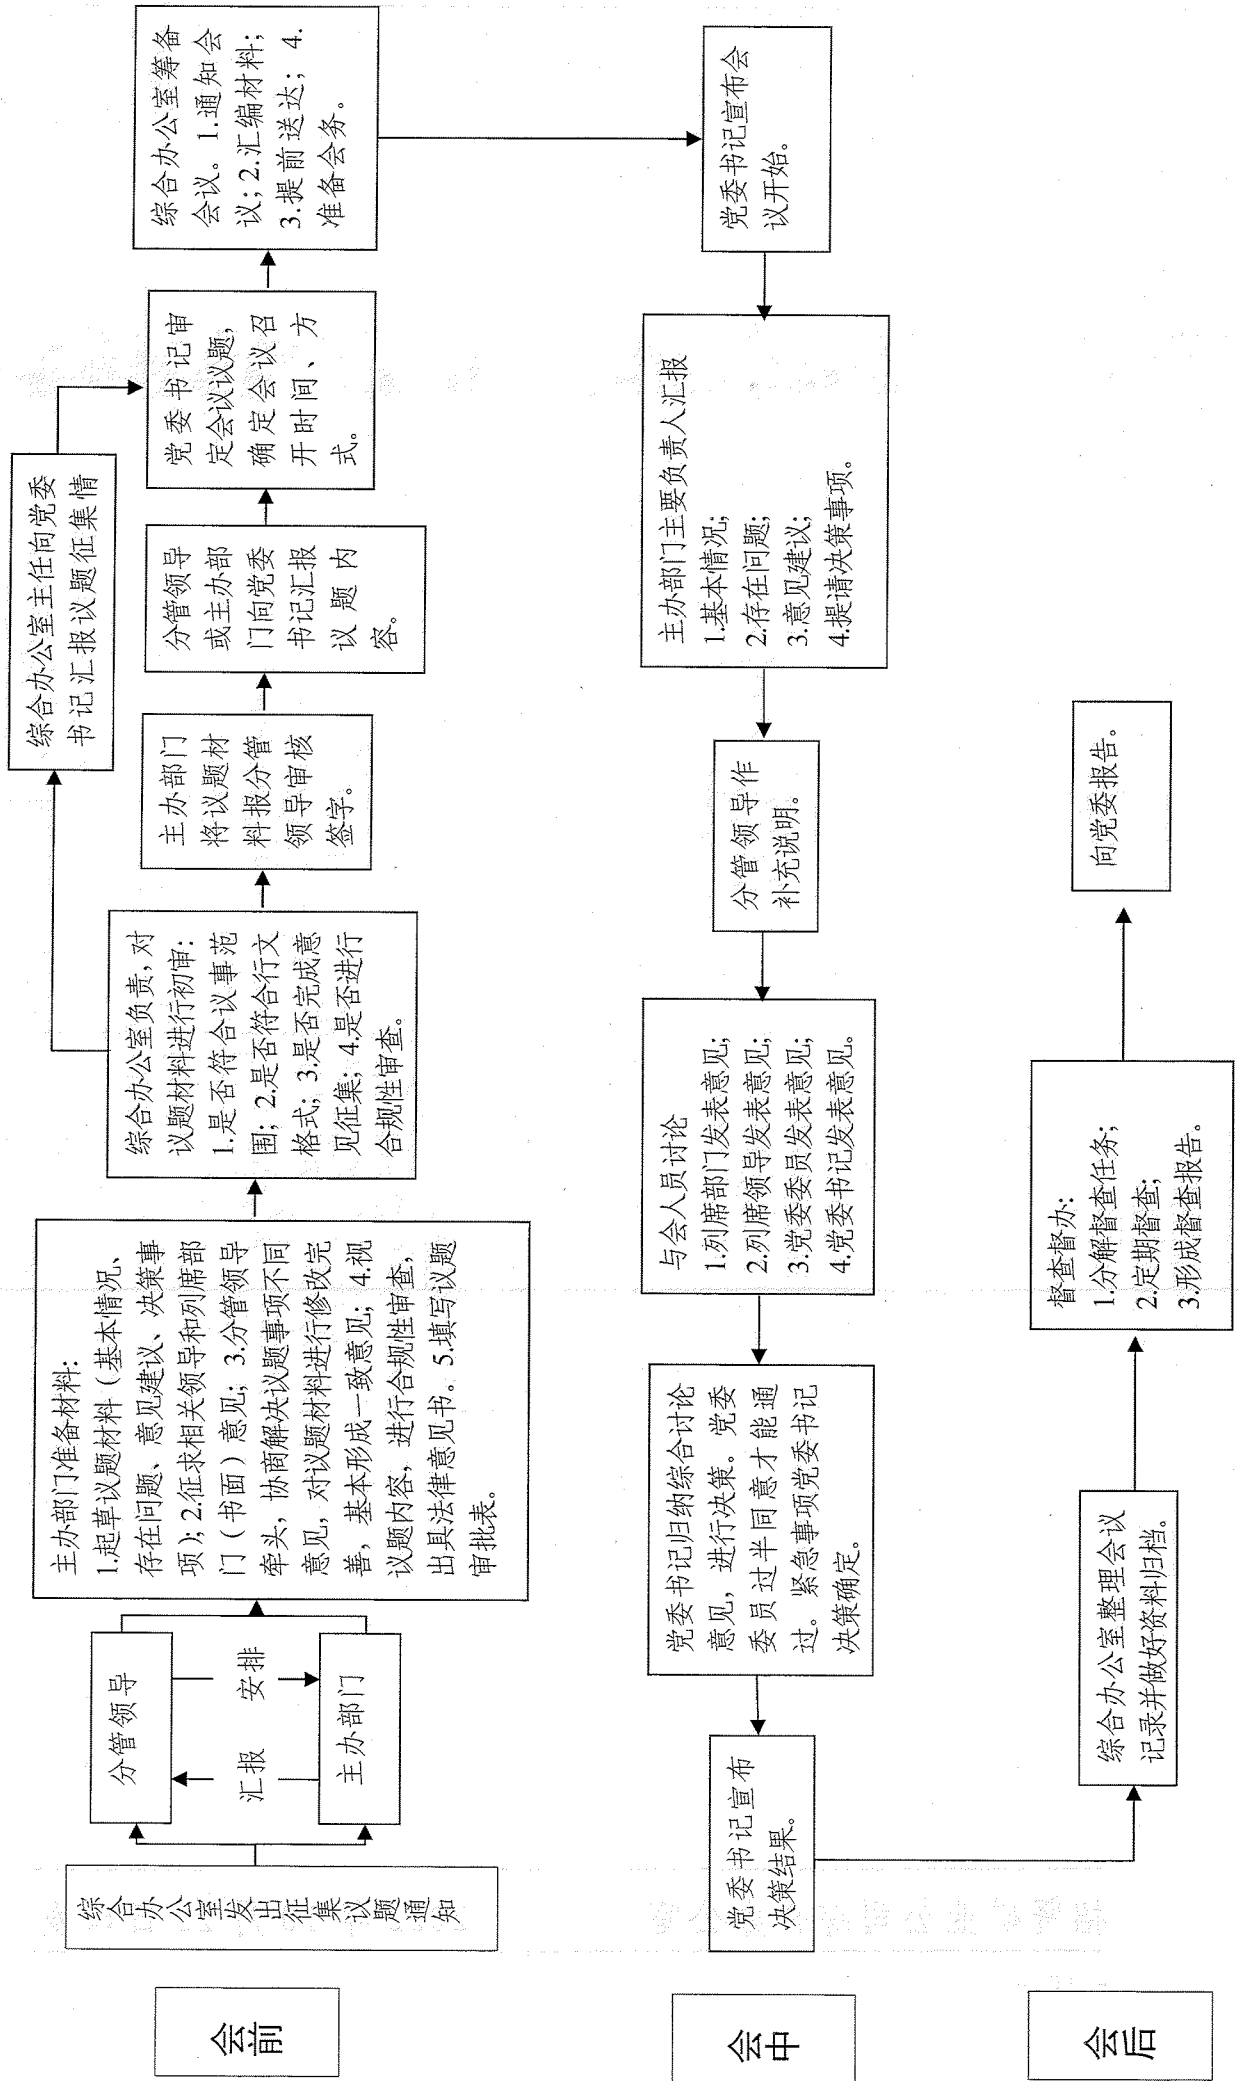 会前
综合办公室发出征集议题通知
分管领导
汇报
安排
主办部门
主办部门准备材料:
1.起草议题材料（基本情况、
存在问题、意见建议、决策事
项）; 2.征求相关领导和列席部
门（书面）意见; 3.分管领导
牵头，协商解决议题事项不同
意见，对议题材料进行修改完
善，基本形成一致意见; 4.视
议题内容，进行合规性审查，
出具法律意见书。5.填写议题
审批表。
综合办公室负责，对
议题材料进行初审:
1.是否符合议事范
围; 2.是否符合行文
格式; 3.是否完成意
见征集; 4.是否进行
合规性审查。
综合办公室主任向党委
书记汇报议题征集情
主办部门
将议题材
料报分管
领导审核
签字。
分管领导
或主办部
门向党委
书记汇报
议题内
容。
党委书记审
定会议议题，
确定会议召
开时间、方
式。
综合办公室筹备
会议。1.通知会
议; 2.汇编材料;
3.提前送达; 4.
准备会务。
会中
党委书记宣布会
议开始。
主办部门主要负责人汇报
1.基本情况;
2.存在问题;
3.意见建议;
4.提请决策事项。
分管领导作
补充说明。
与会人员讨论
1.列席部门发表意见;
2.列席领导发表意见;
3.党委委员发表意见;
4.党委书记发表意见。
党委书记归纳综合讨论
意见，进行决策。党委
委员过半同意才能通
过。紧急事项党委书记
决策确定。
党委书记宣布
决策结果。
会后
综合办公室整理会议
记录并做好资料归档。
督查督办:
1.分解督查任务;
2.定期督查;
3.形成督查报告。
向党委报告。